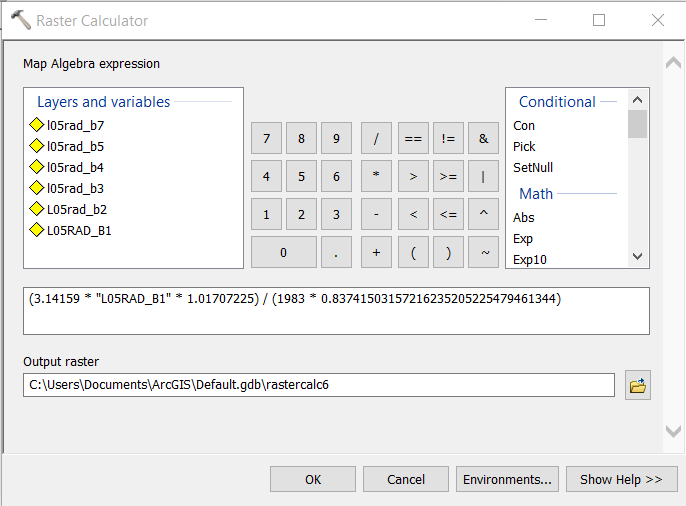 Raster Calculator
Map Algebra expression
Layers and variables
l05rad_b7
l05rad_b5
l05rad_b4
l05rad_b3
L05rad_b2
L05RAD_B1
7 8 9 / == != &
4 5 6 * > >= |
1 2 3 - < <= ^
0 . + ( ) ~
Conditional
Con
Pick
SetNull
Math
Abs
Exp
Exp10
(3.14159 * "L05RAD_B1" * 1.01707225) / (1983 * 0.83741503157216235205225479461344)
Output raster
C:\Users\Documents\ArcGIS\Default.gdb\rastercalc6
OK Cancel Environments... Show Help >>